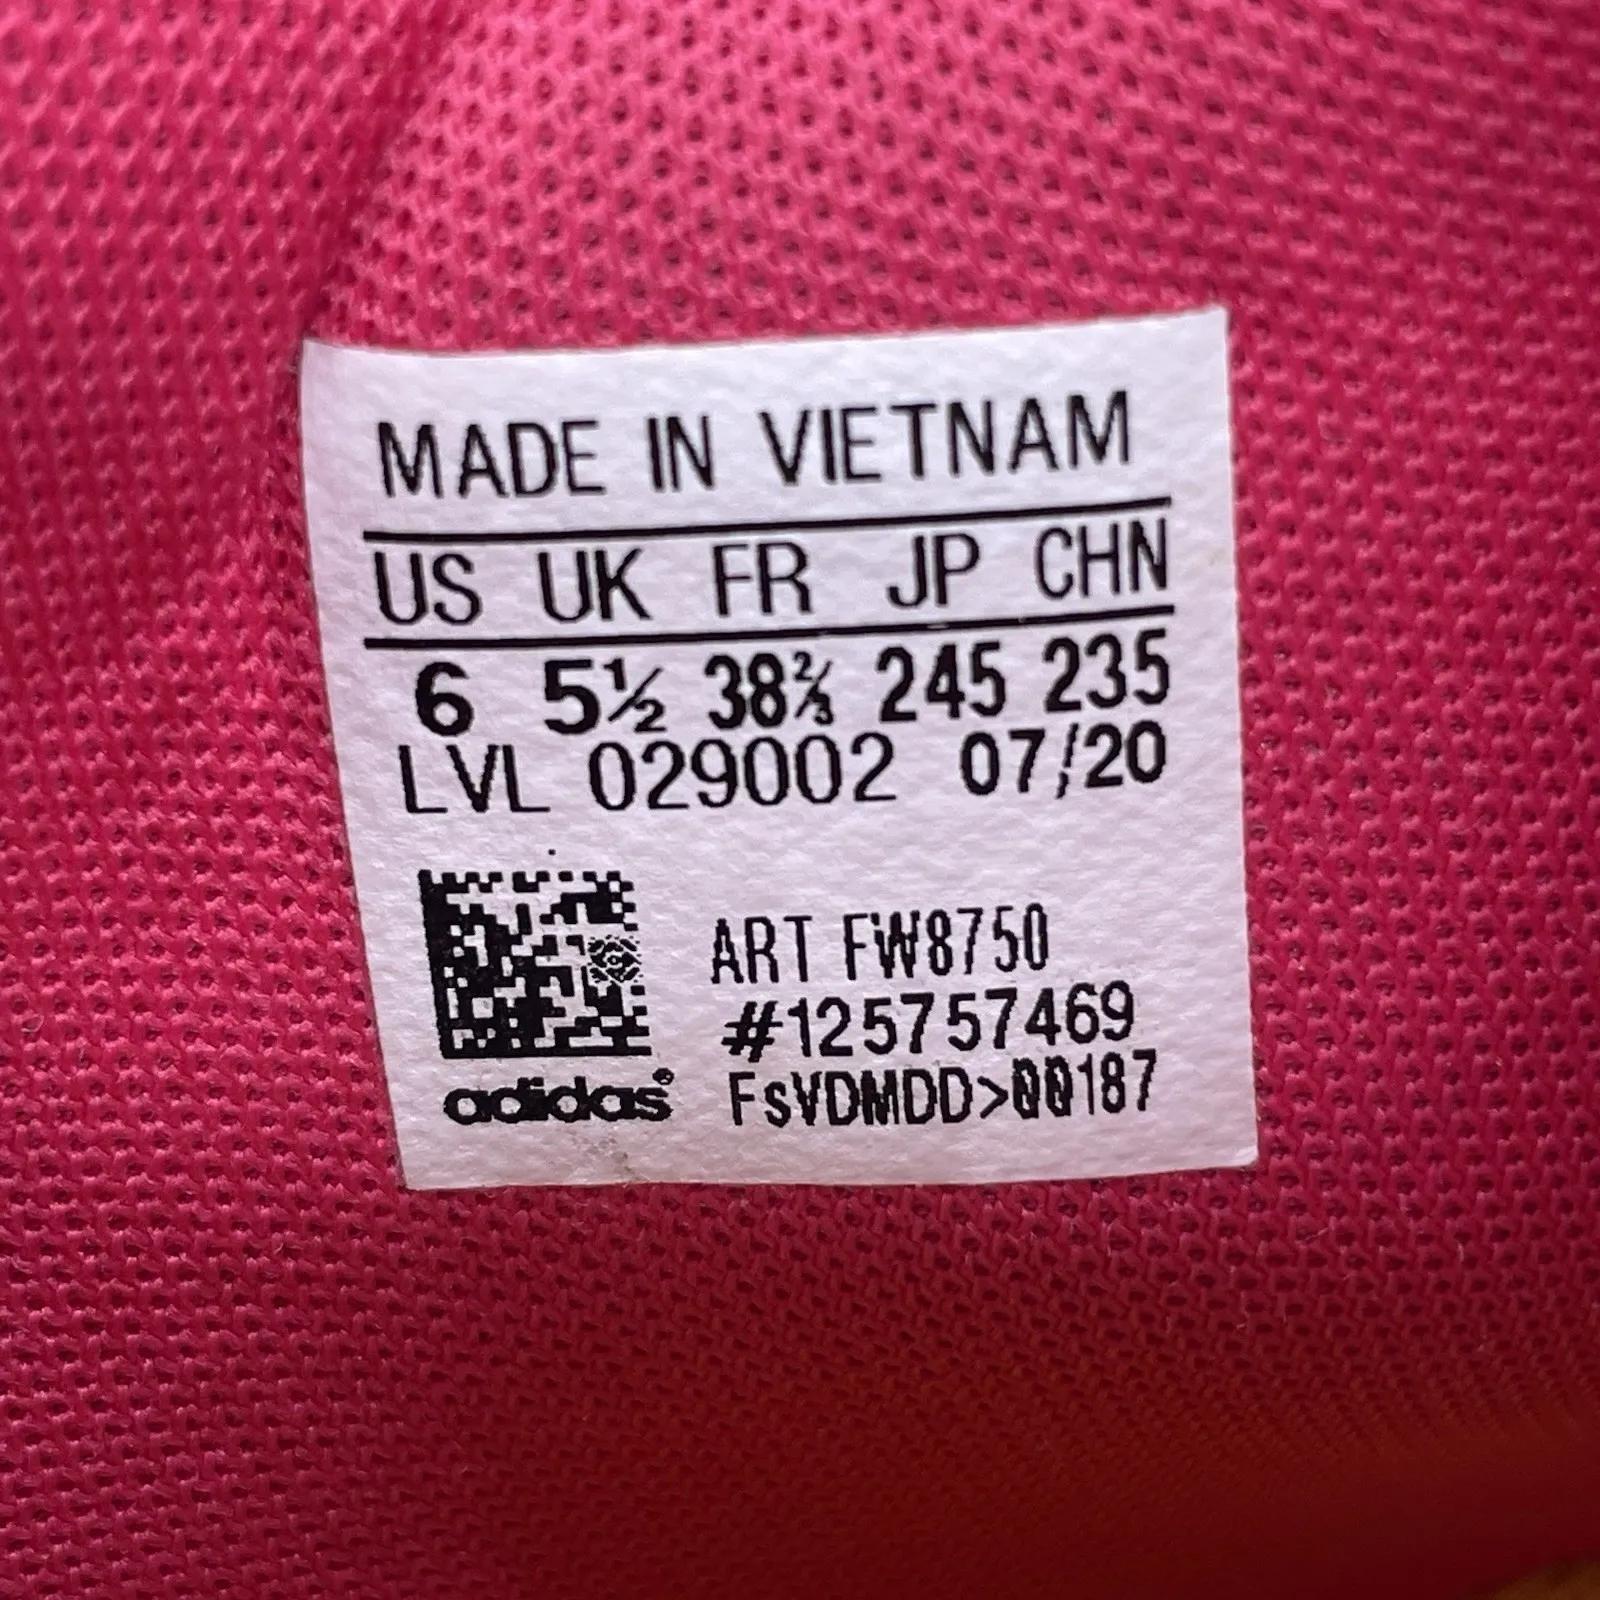 MADE IN VIETNAM
US UK FR JP CHN
6 5½ 38⅔ 245 235
LVL 029002 07/20
ART FW8750
#125757469
adidas® FsVDMDD>00187